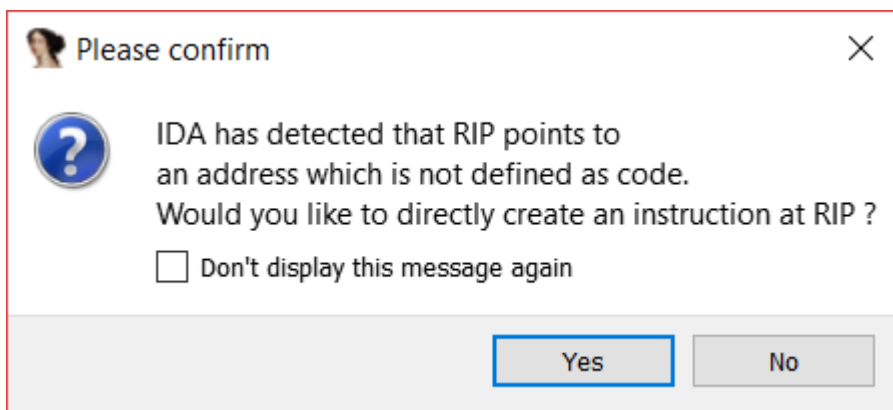 Please confirm
IDA has detected that RIP points to
an address which is not defined as code.
Would you like to directly create an instruction at RIP ?
Don't display this message again
Yes
No